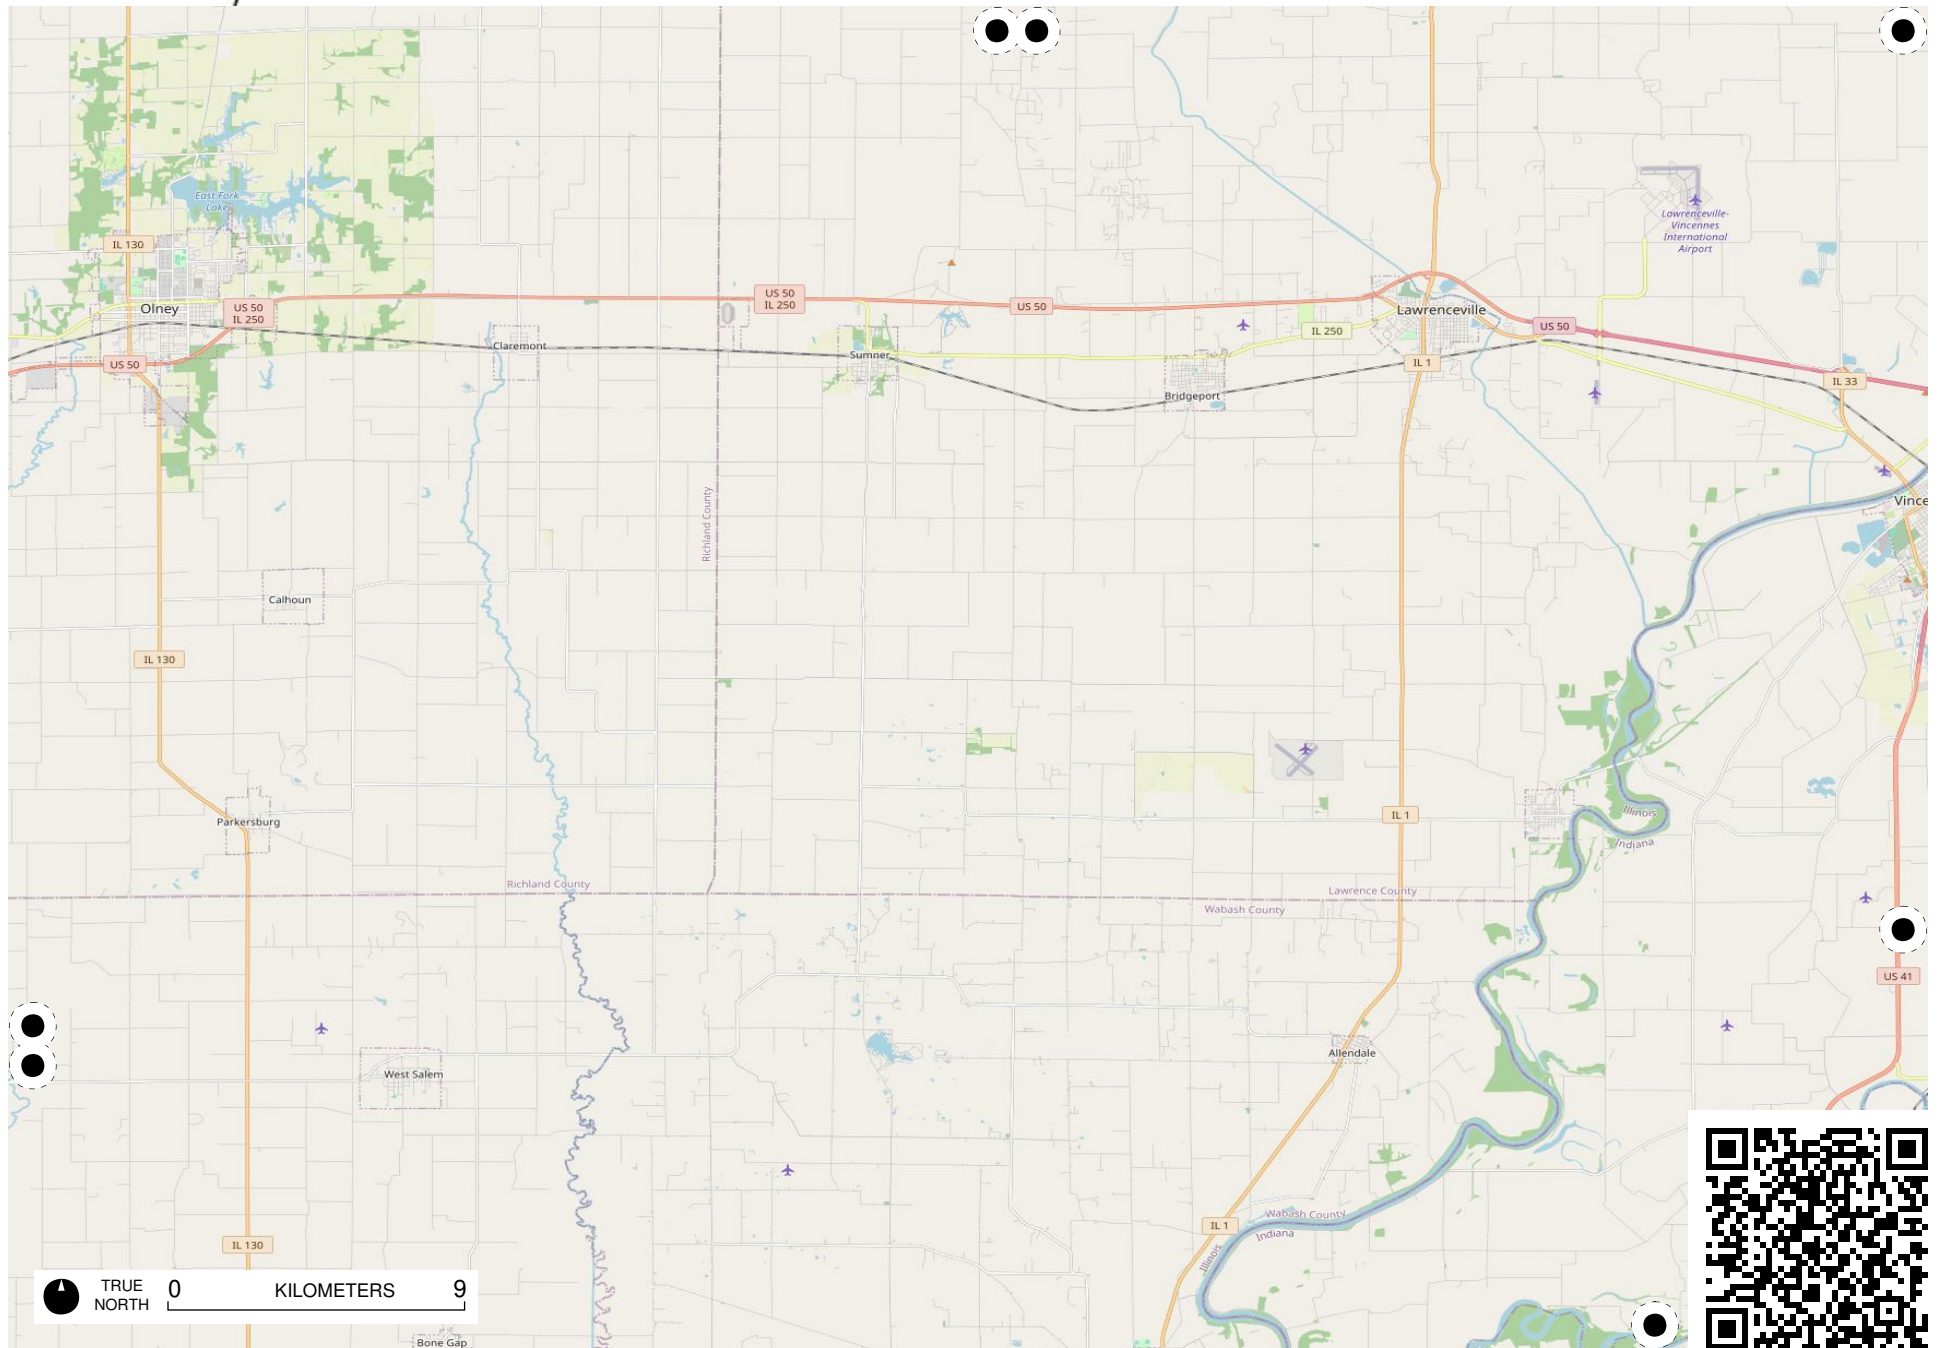 East Fork
Lake
IL 130
Lawrenceville-
Vincennes
International
Airport
US 50
IL 250
US 50
IL 250
US 50
Olney
Lawrenceville
US 50
IL 250
Claremont
Sumner
US 50
IL 1
IL 33
Bridgeport
Vince
Richland County
Calhoun
IL 130
Parkersburg
IL 1
Illinois
Indiana
Richland County
Lawrence County
Wabash County
US 41
Allendale
West Salem
Wabash County
IL 1
Indiana
Illinois
IL 130
TRUE
NORTH
0 KILOMETERS 9
Bone Gap